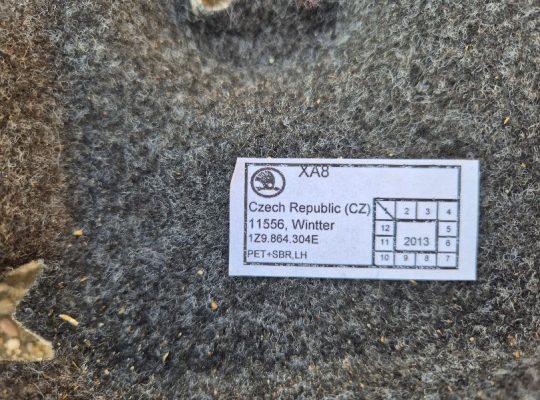 XA8
Czech Republic (CZ)
11556, Wintter
1Z9.864.304E
PET+SBR,LH
2 3 4
12 5
11 2013 6
10 9 8 7